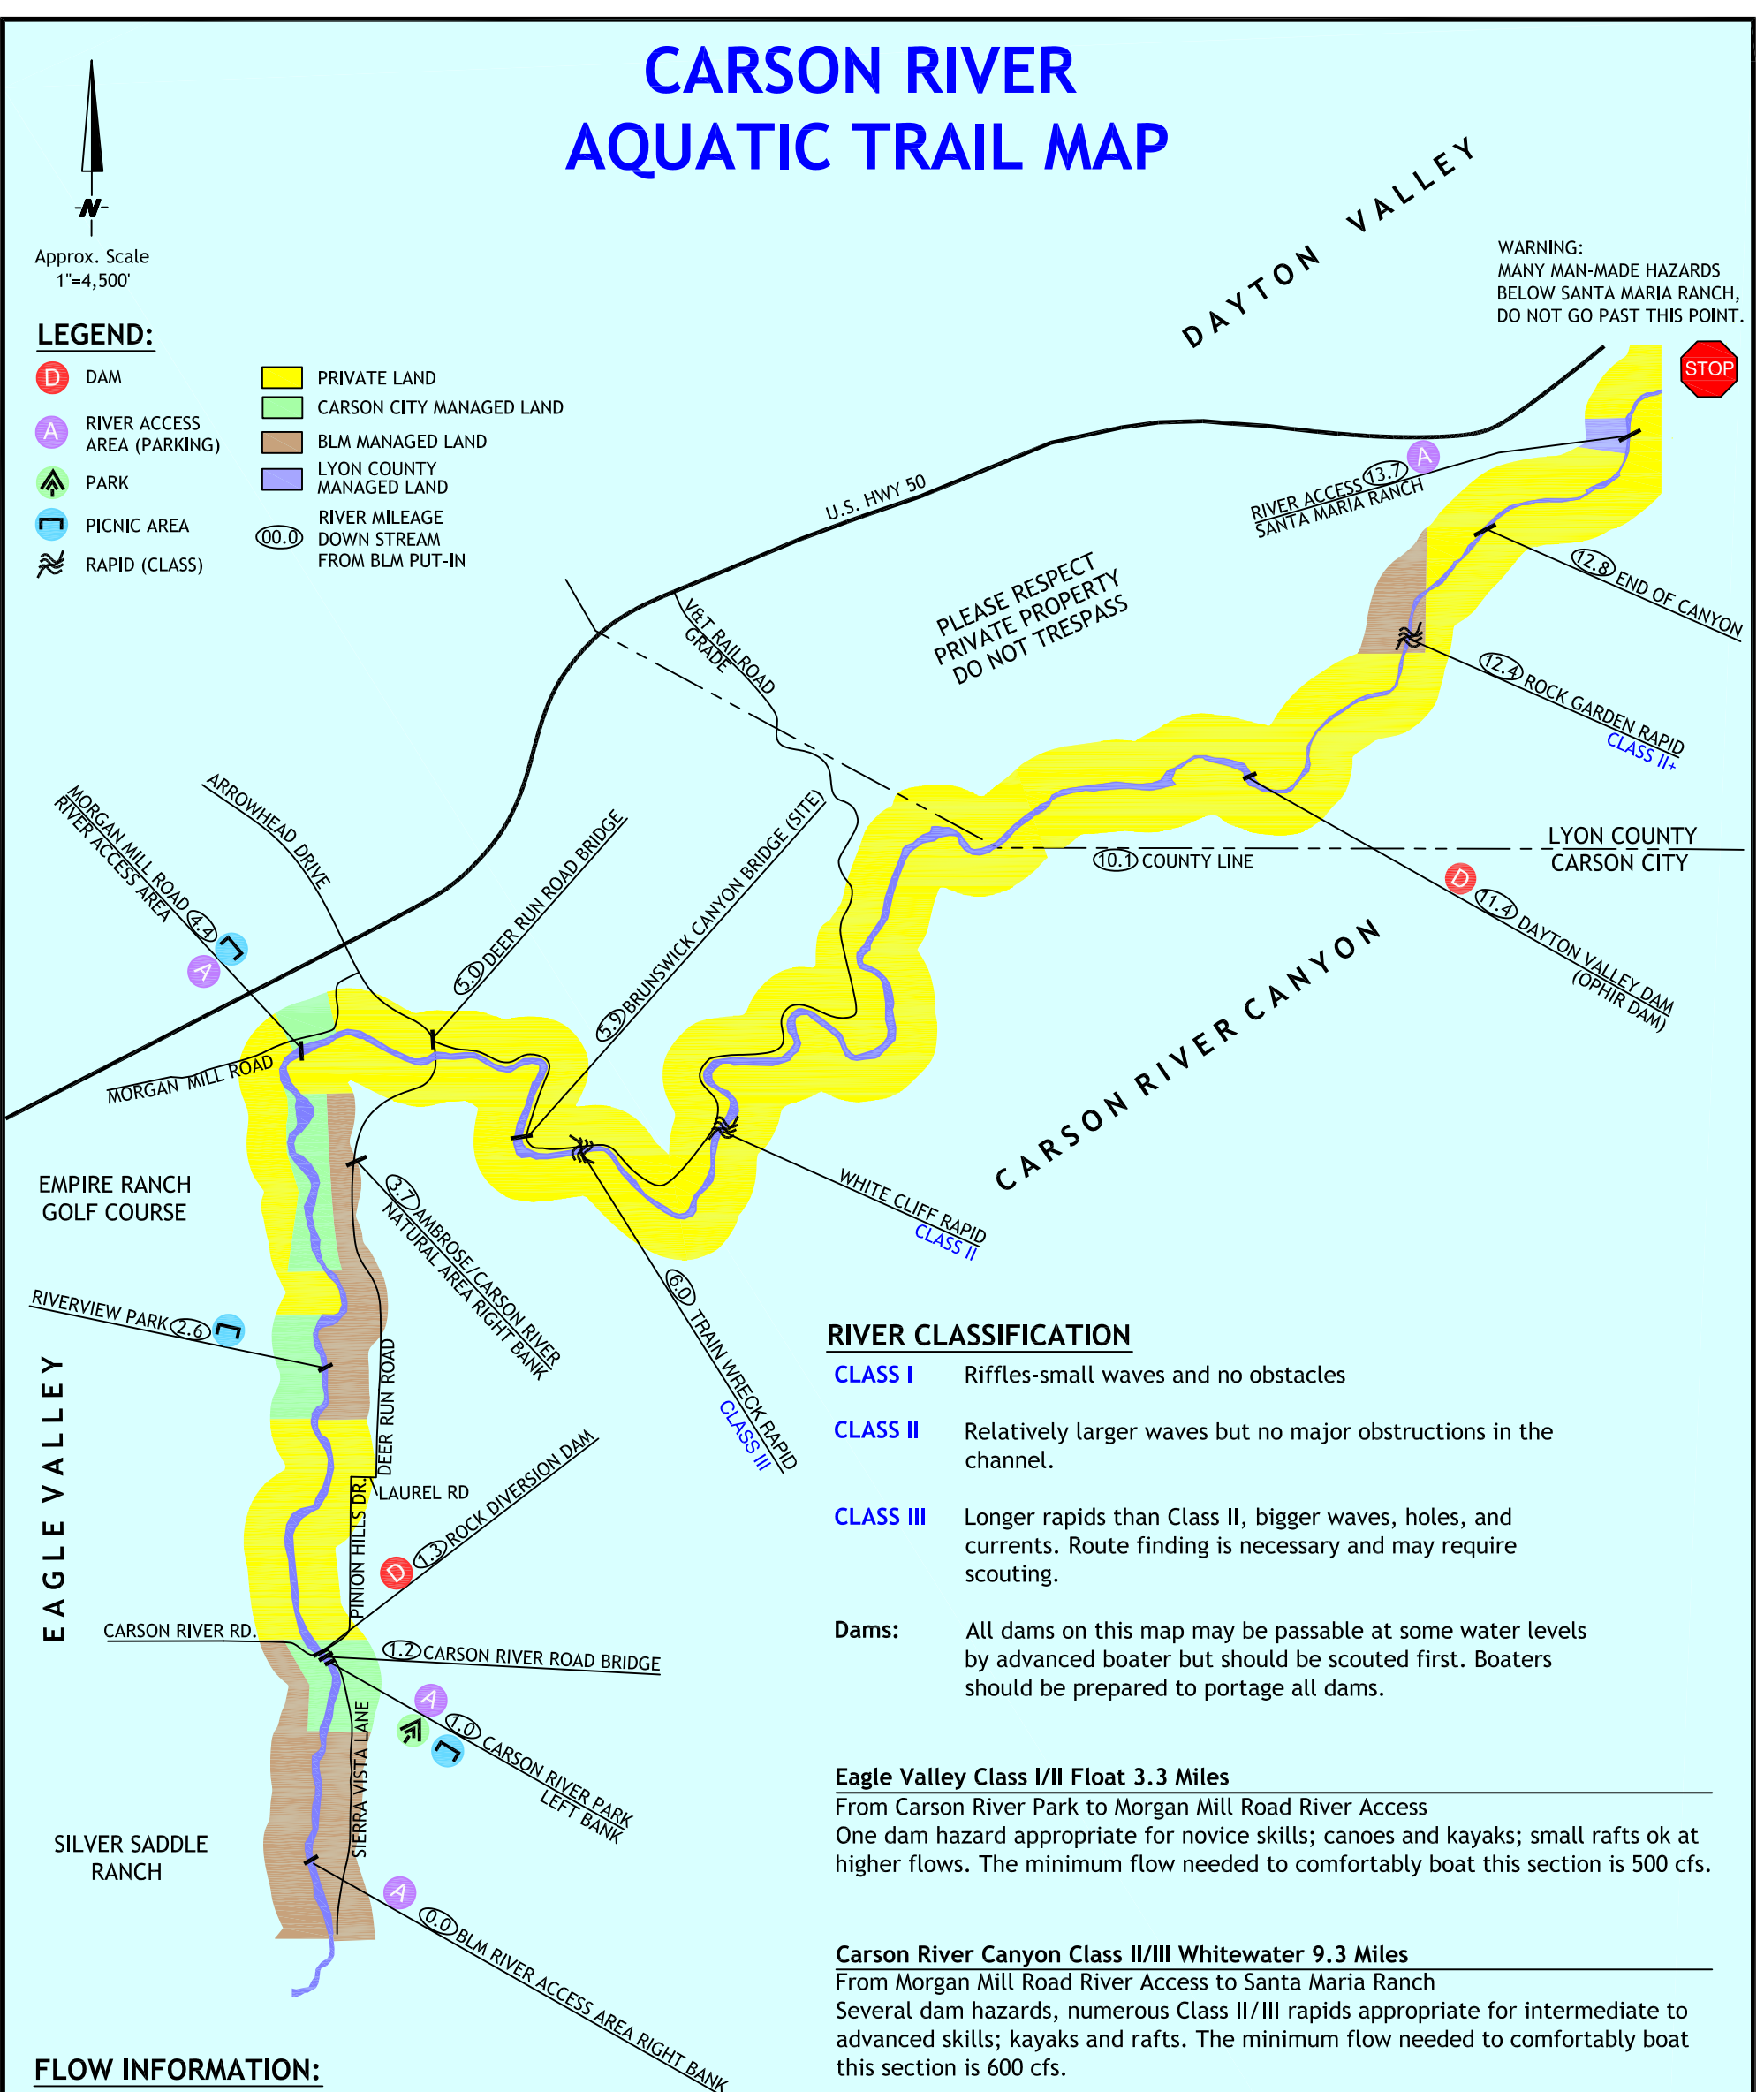 CARSON RIVER
AQUATIC TRAIL MAP
N
Approx. Scale
1"=4,500'
LEGEND:
D DAM
A RIVER ACCESS
AREA (PARKING)
PARK
PICNIC AREA
RAPID (CLASS)
PRIVATE LAND
CARSON CITY MANAGED LAND
BLM MANAGED LAND
LYON COUNTY
MANAGED LAND
00.0 RIVER MILEAGE
DOWN STREAM
FROM BLM PUT-IN
DAYTON VALLEY
WARNING:
MANY MAN-MADE HAZARDS
BELOW SANTA MARIA RANCH,
DO NOT GO PAST THIS POINT.
STOP
U.S. HWY 50
RIVER ACCESS 13.7 A
SANTA MARIA RANCH
12.8 END OF CANYON
PLEASE RESPECT
PRIVATE PROPERTY
DO NOT TRESPASS
V&T RAILROAD
GRADE
12.4 ROCK GARDEN RAPID
CLASS II+
LYON COUNTY
CARSON CITY
10.1 COUNTY LINE
D 11.4 DAYTON VALLEY DAM
(OPHIR DAM)
CARSON RIVER CANYON
ARROWHEAD DRIVE
MORGAN MILL ROAD 4.4
RIVER ACCESS AREA
A
5.0 DEER RUN ROAD BRIDGE
5.9 BRUNSWICK CANYON BRIDGE (SITE)
MORGAN MILL ROAD
EMPIRE RANCH
GOLF COURSE
3.7 AMBROSE/CARSON RIVER
NATURAL AREA RIGHT BANK
WHITE CLIFF RAPID
CLASS II
6.0 TRAIN WRECK RAPID
CLASS III
RIVERVIEW PARK 2.6
EAGLE VALLEY
DEER RUN ROAD
LAUREL RD
PINION HILLS DR.
D 1.3 ROCK DIVERSION DAM
CARSON RIVER RD.
1.2 CARSON RIVER ROAD BRIDGE
A 1.0 CARSON RIVER PARK
LEFT BANK
SIERRA VISTA LANE
SILVER SADDLE
RANCH
A 0.0 BLM RIVER ACCESS AREA RIGHT BANK
RIVER CLASSIFICATION
CLASS I Riffles-small waves and no obstacles
CLASS II Relatively larger waves but no major obstructions in the
channel.
CLASS III Longer rapids than Class II, bigger waves, holes, and
currents. Route finding is necessary and may require
scouting.
Dams: All dams on this map may be passable at some water levels
by advanced boater but should be scouted first. Boaters
should be prepared to portage all dams.
Eagle Valley Class I/II Float 3.3 Miles
From Carson River Park to Morgan Mill Road River Access
One dam hazard appropriate for novice skills; canoes and kayaks; small rafts ok at
higher flows. The minimum flow needed to comfortably boat this section is 500 cfs.
Carson River Canyon Class II/III Whitewater 9.3 Miles
From Morgan Mill Road River Access to Santa Maria Ranch
Several dam hazards, numerous Class II/III rapids appropriate for intermediate to
advanced skills; kayaks and rafts. The minimum flow needed to comfortably boat
this section is 600 cfs.
FLOW INFORMATION: